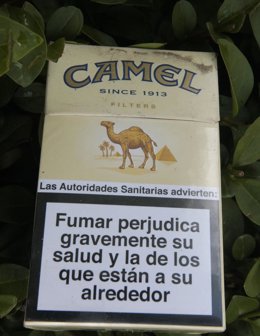 CAMEL
SINCE 1913
FILTERS
Las Autoridades Sanitarias advierten:
Fumar perjudica
gravemente su
salud y la de los
que están a su
alrededor